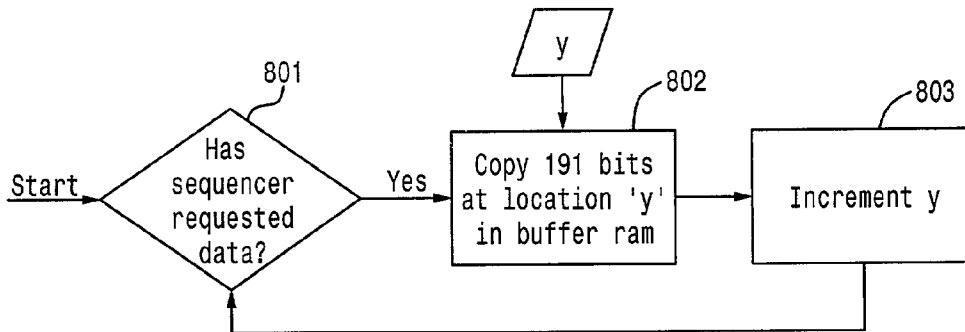 y
801
802
803
Start
Has
sequencer
requested
data?
Yes
Copy 191 bits
at location 'y'
in buffer ram
Increment y